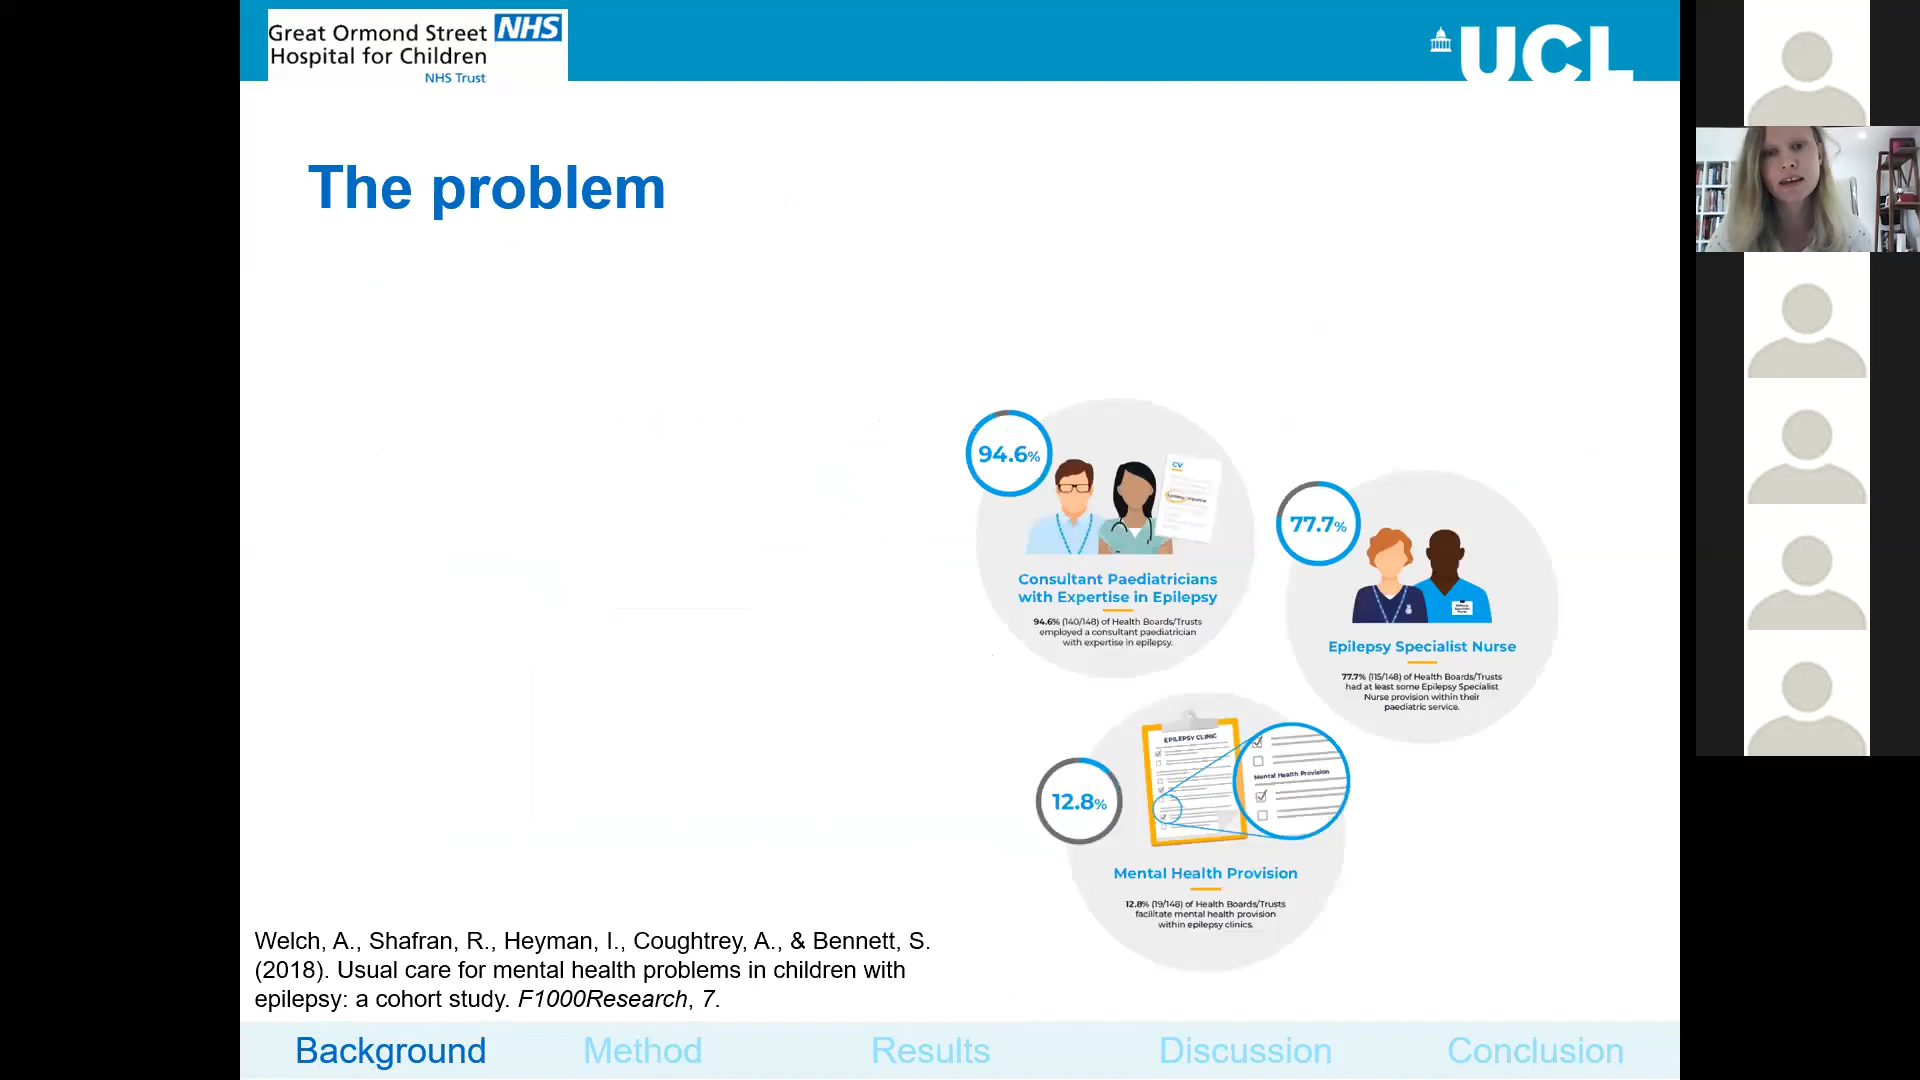 Great Ormond Street NHS
Hospital for Children
NHS Trust
UCL
The problem
94.6%
CV
Consultant Paediatricians
with Expertise in Epilepsy
94.6% (140/148) of Health Boards/Trusts
employed a consultant paediatrician
with expertise in epilepsy.
77.7%
Epilepsy Specialist Nurse
77.7% (115/148) of Health Boards/Trusts
had at least some Epilepsy Specialist
Nurse provision within their
paediatric service.
12.8%
EPILEPSY CLINIC
Mental Health Provision
Mental Health Provision
12.8% (19/148) of Health Boards/Trusts
facilitate mental health provision
within epilepsy clinics.
Welch, A., Shafran, R., Heyman, I., Coughtrey, A., & Bennett, S.
(2018). Usual care for mental health problems in children with
epilepsy: a cohort study. F1000Research, 7.
Background Method Results Discussion Conclusion